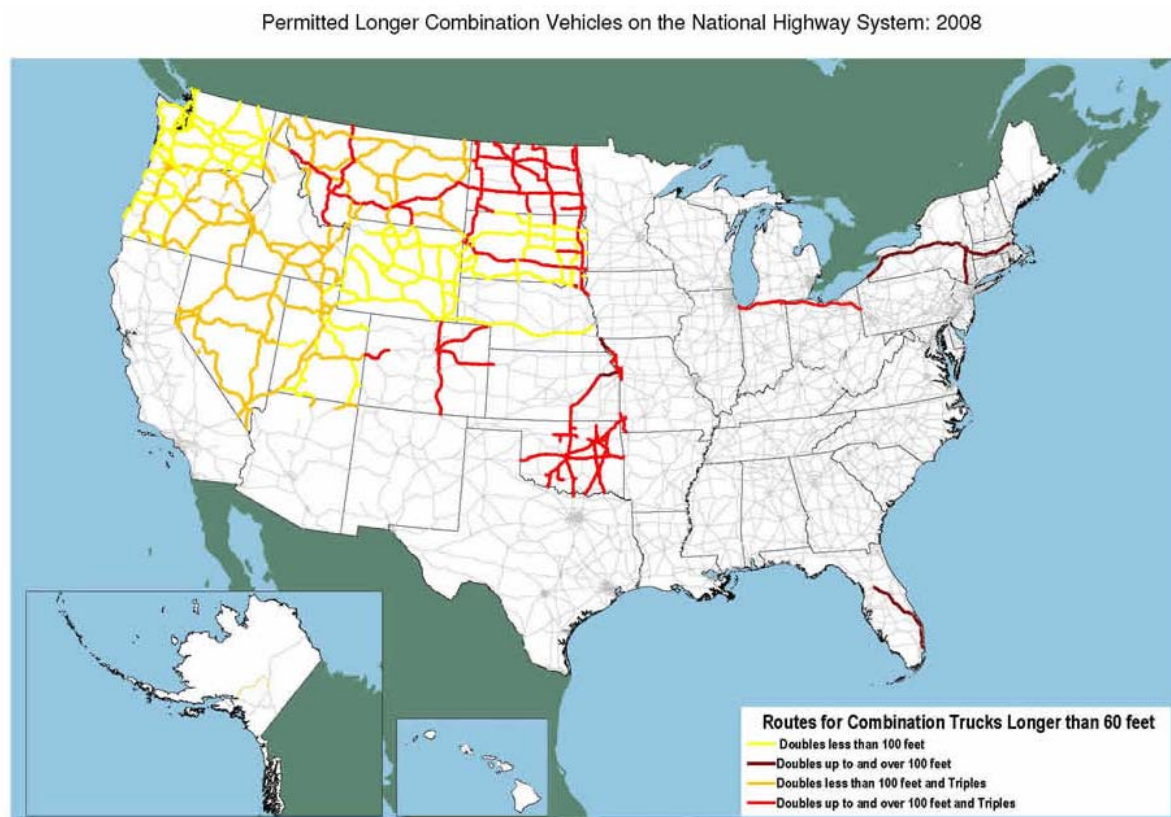 Permitted Longer Combination Vehicles on the National Highway System: 2008
Routes for Combination Trucks Longer than 60 feet
Doubles less than 100 feet
Doubles up to and over 100 feet
Doubles less than 100 feet and Triples
Doubles up to and over 100 feet and Triples